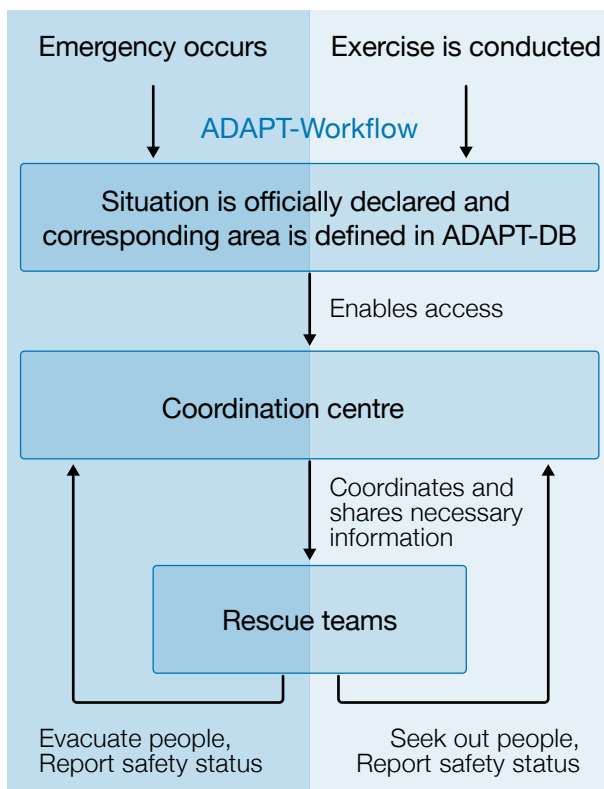 Emergency occurs
Exercise is conducted
ADAPT-Workflow
Situation is officially declared and
corresponding area is defined in ADAPT-DB
Enables access
Coordination centre
Coordinates and
shares necessary
information
Rescue teams
Evacuate people,
Report safety status
Seek out people,
Report safety status